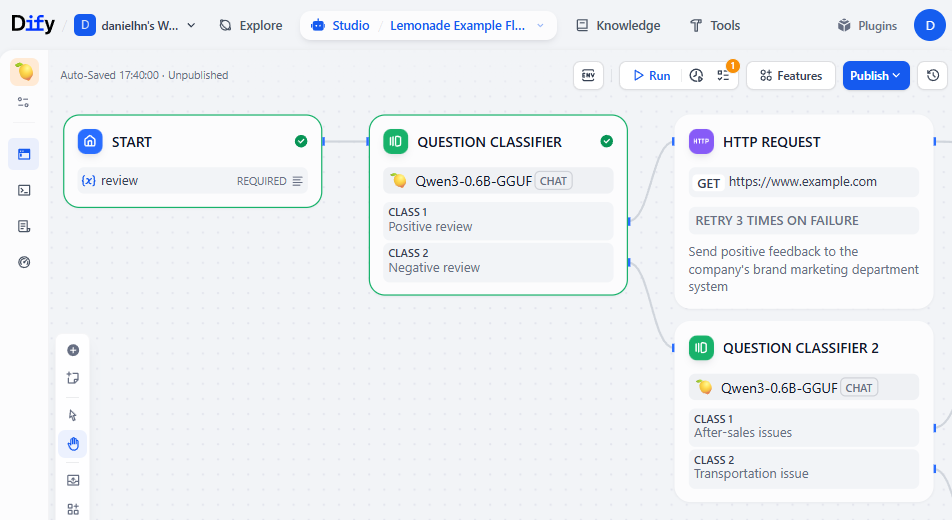 Dify
D danielhn's W...
Explore
Studio
Lemonade Example Fl...
Knowledge
Tools
Plugins
D
Auto-Saved 17:40:00 · Unpublished
ENV
Run
1
Features
Publish
START
{x} review
REQUIRED
QUESTION CLASSIFIER
Qwen3-0.6B-GGUF CHAT
CLASS 1
Positive review
CLASS 2
Negative review
HTTP HTTP REQUEST
GET https://www.example.com
RETRY 3 TIMES ON FAILURE
Send positive feedback to the
company's brand marketing department
system
QUESTION CLASSIFIER 2
Qwen3-0.6B-GGUF CHAT
CLASS 1
After-sales issues
CLASS 2
Transportation issue